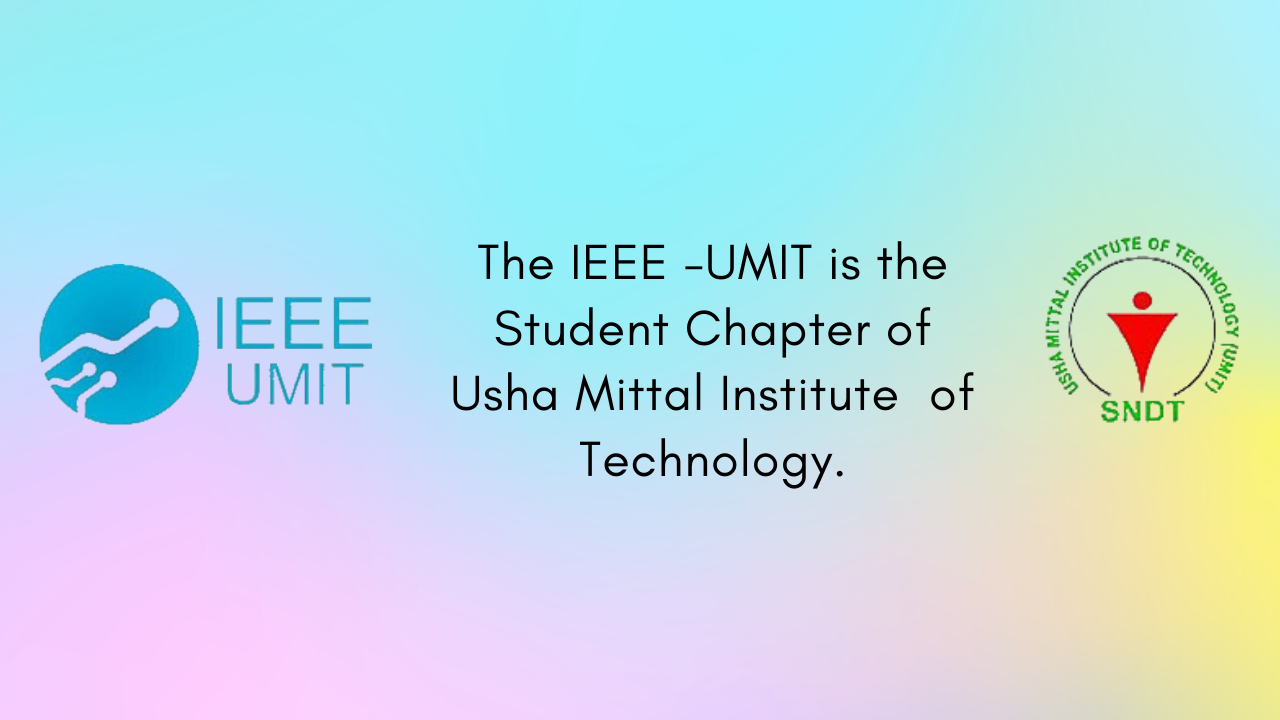 IEEE
UMIT
The IEEE -UMIT is the
Student Chapter of
Usha Mittal Institute  of
Technology.
USHA MITTAL INSTITUTE OF TECHNOLOGY (UMIT)
SNDT